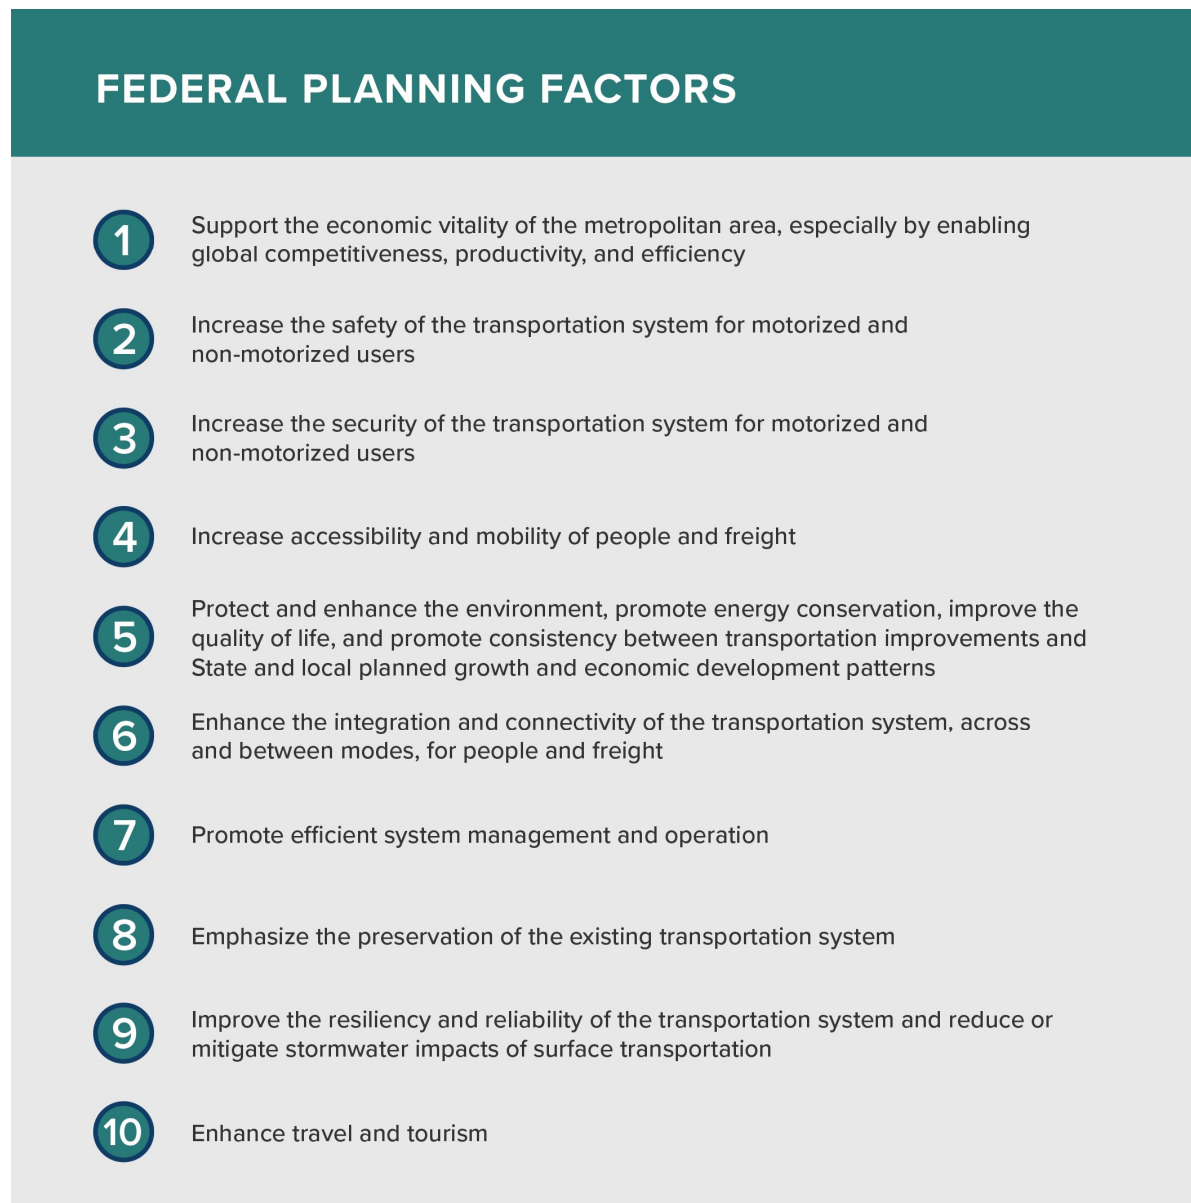 FEDERAL PLANNING FACTORS
1
Support the economic vitality of the metropolitan area, especially by enabling
global competitiveness, productivity, and efficiency
2
Increase the safety of the transportation system for motorized and
non-motorized users
3
Increase the security of the transportation system for motorized and
non-motorized users
4
Increase accessibility and mobility of people and freight
5
Protect and enhance the environment, promote energy conservation, improve the
quality of life, and promote consistency between transportation improvements and
State and local planned growth and economic development patterns
6
Enhance the integration and connectivity of the transportation system, across
and between modes, for people and freight
7
Promote efficient system management and operation
8
Emphasize the preservation of the existing transportation system
9
Improve the resiliency and reliability of the transportation system and reduce or
mitigate stormwater impacts of surface transportation
10
Enhance travel and tourism